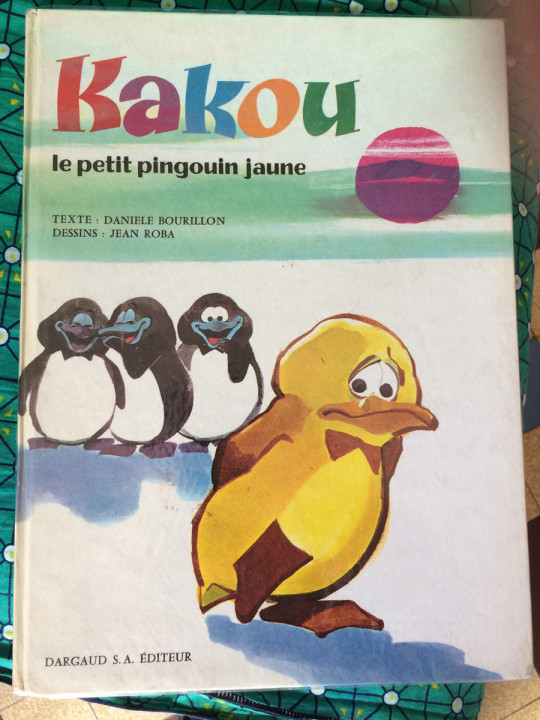 Kakou
le petit pingouin jaune
TEXTE : DANIELE BOURILLON
DESSINS : JEAN ROBA
DARGAUD S.A. ÉDITEUR